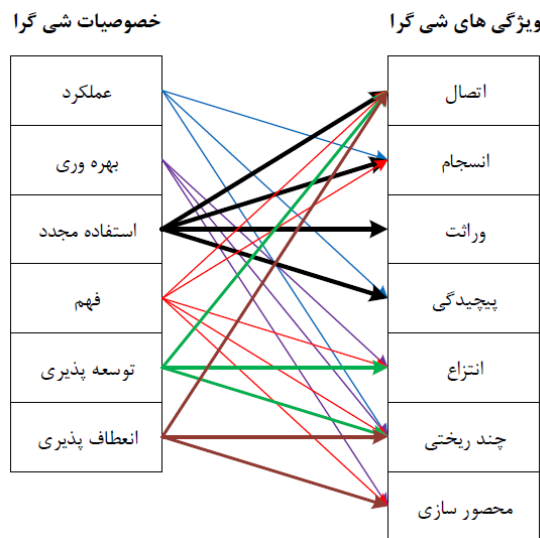 خصوصیات شی گرا
عملکرد
بهره وری
استفاده مجدد
فهم
توسعه پذیری
انعطاف پذیری
ویژگی های شی گرا
اتصال
انسجام
وراثت
پیچیدگی
انتزاع
چند ریختی
محصور سازی